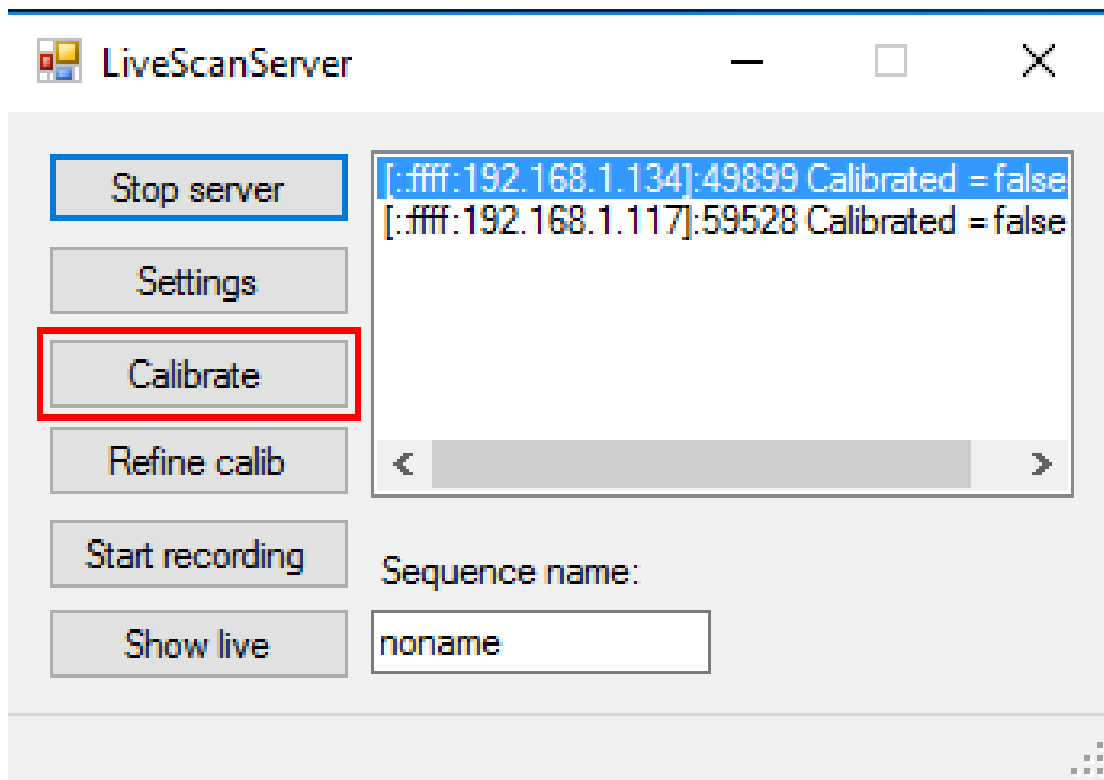 LiveScanServer
Stop server
[::ffff:192.168.1.134]:49899 Calibrated = false
[::ffff:192.168.1.117]:59528 Calibrated = false
Settings
Calibrate
Refine calib
Start recording
Sequence name:
Show live
noname